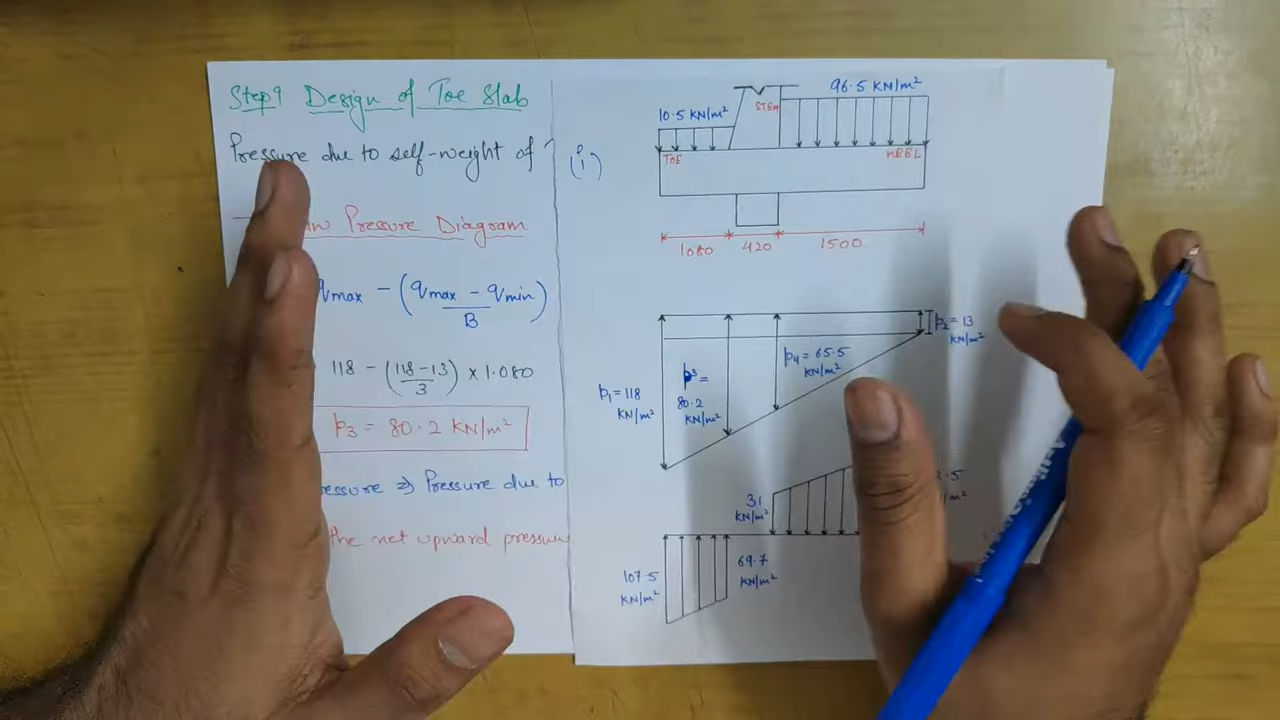 Step 9 Design of Toe Slab
Pressure due to self-weight of
Pressure Diagram
qmax - (qmax - qmin)
B
118 - (118-13) × 1.080
3
p3 = 80.2 KN/m²
Pressure due to
the net upward pressure
(i)
10.5 KN/m²
STEM
96.5 KN/m²
TOE
HEEL
1080
420
1500
p1 = 118
KN/m²
p3 =
80.2
KN/m²
p4 = 65.5
KN/m²
p2 = 13
KN/m²
31
KN/m²
107.5
KN/m²
69.7
KN/m²